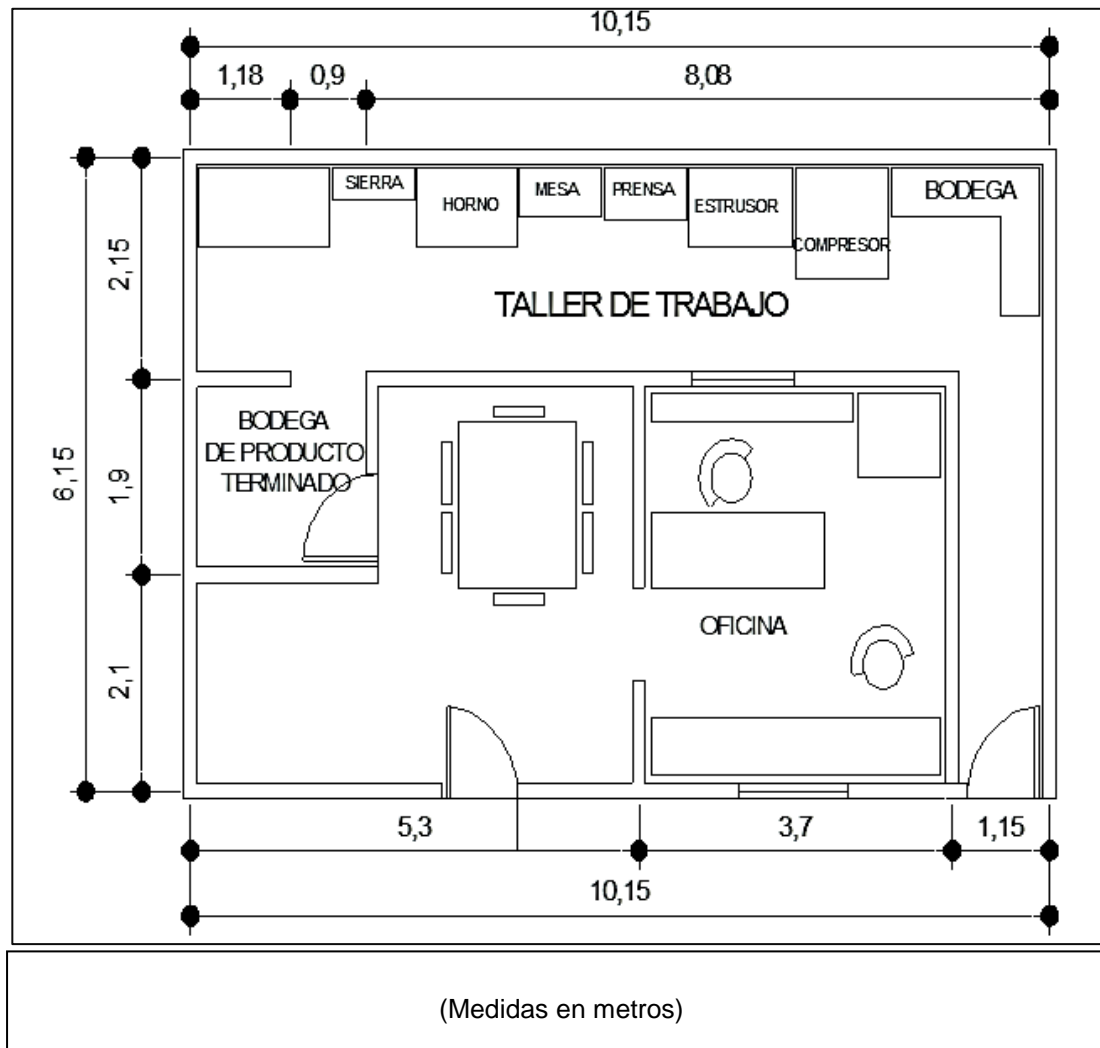 10,15
1,18
0,9
8,08
SIERRA
HORNO
MESA
PRENSA
ESTRUSOR
COMPRESOR
BODEGA
TALLER DE TRABAJO
2,15
6,15
1,9
2,1
BODEGA
DE PRODUCTO
TERMINADO
OFICINA
5,3
3,7
1,15
10,15
(Medidas en metros)